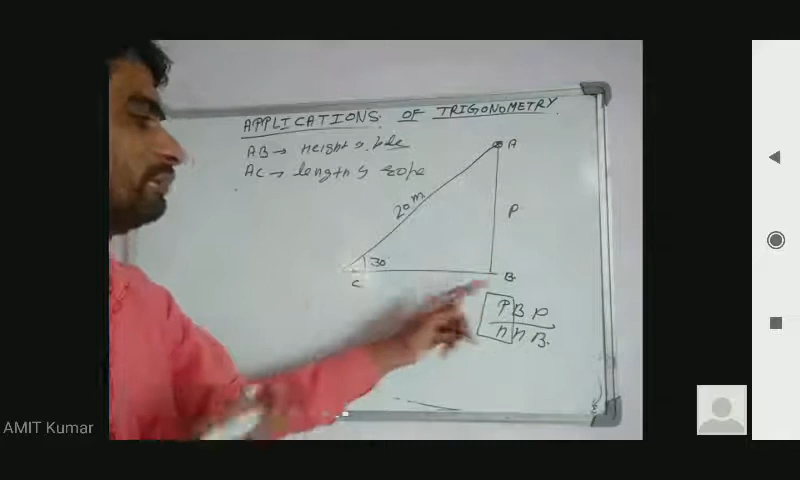 APPLICATIONS OF TRIGONOMETRY
AB → height of pole
AC → length of rope
A
20 m
P
30°
C
B
P B P
h h B.
AMIT Kumar